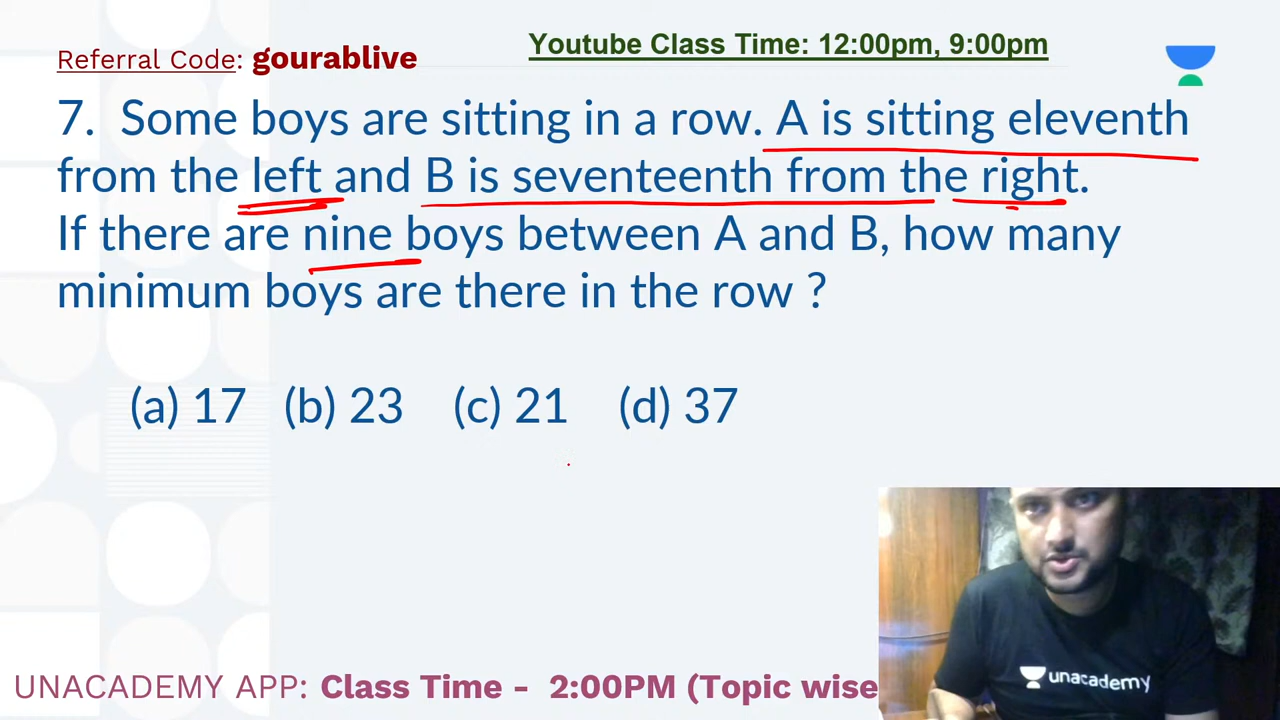 Referral Code: gourablive
Youtube Class Time: 12:00pm, 9:00pm
7. Some boys are sitting in a row. A is sitting eleventh
from the left and B is seventeenth from the right.
If there are nine boys between A and B, how many
minimum boys are there in the row ?
(a) 17 (b) 23 (c) 21 (d) 37
unacademy
UNACADEMY APP: Class Time - 2:00PM (Topic wise